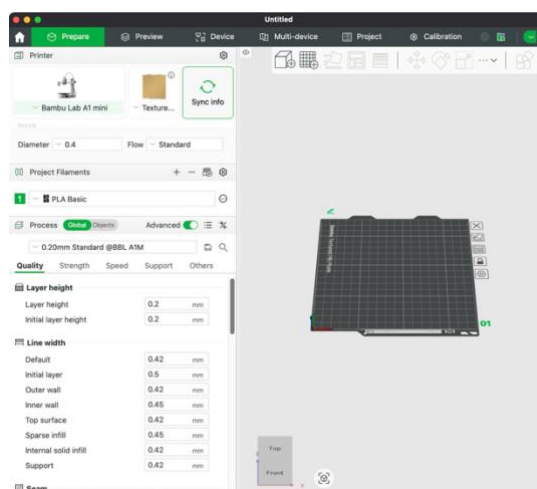 Untitled
Prepare Preview Device Multi-device Project Calibration
Printer
Bambu Lab A1 mini Texture... Sync info
Diameter 0.4 Flow Standard
Project Filaments
1 PLA Basic
Process Global Objects Advanced
0.20mm Standard @BBL A1M
Quality Strength Speed Support Others
Layer height
Layer height 0.2 mm
Initial layer height 0.2 mm
Line width
Default 0.42 mm
Initial layer 0.5 mm
Outer wall 0.42 mm
Inner wall 0.45 mm
Top surface 0.42 mm
Sparse infill 0.45 mm
Internal solid infill 0.42 mm
Support 0.42 mm
Seam
01
Top
Front
x